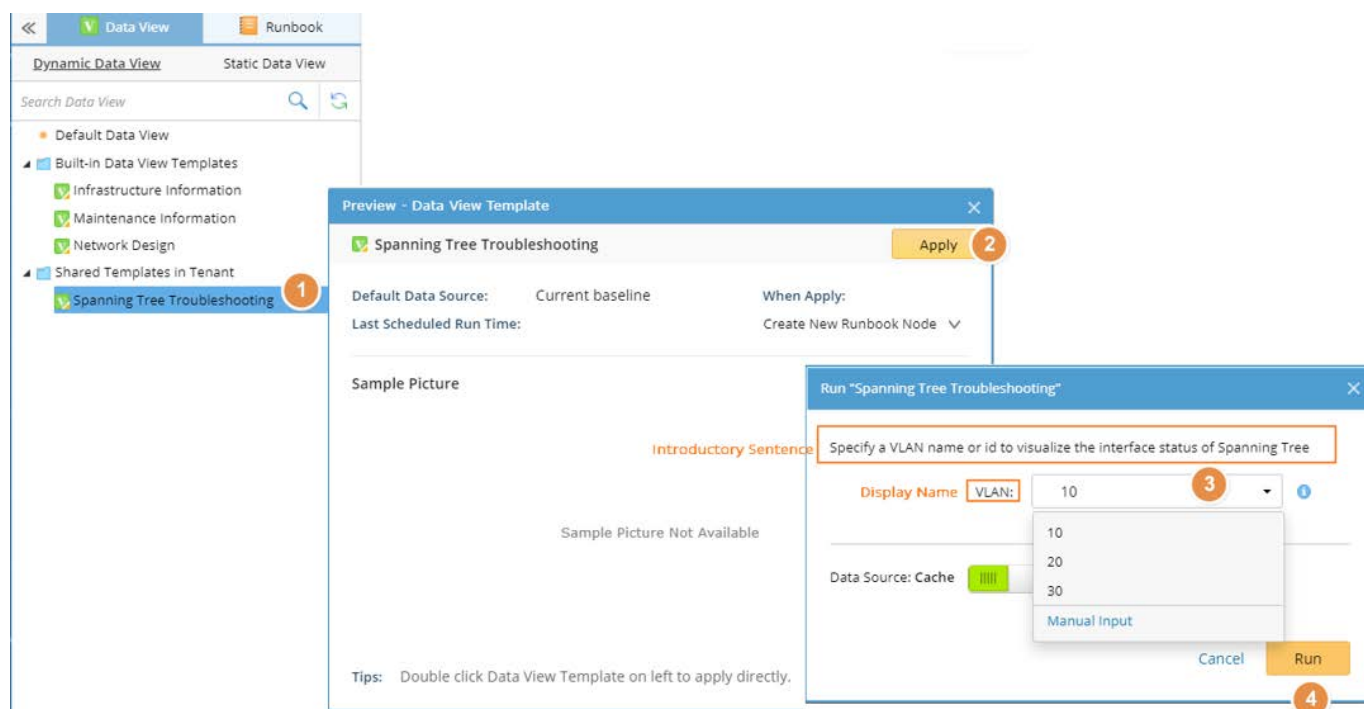 Data View
Runbook
Dynamic Data View
Static Data View
Search Data View
Default Data View
Built-in Data View Templates
Infrastructure Information
Maintenance Information
Network Design
Shared Templates in Tenant
Spanning Tree Troubleshooting
1
Preview - Data View Template
Spanning Tree Troubleshooting
Apply
2
Default Data Source: Current baseline
When Apply:
Last Scheduled Run Time:
Create New Runbook Node
Sample Picture
Sample Picture Not Available
Tips: Double click Data View Template on left to apply directly.
Run "Spanning Tree Troubleshooting"
Introductory Sentence
Specify a VLAN name or id to visualize the interface status of Spanning Tree
Display Name
VLAN:
10
3
10
20
30
Manual Input
Data Source: Cache
Cancel
Run
4